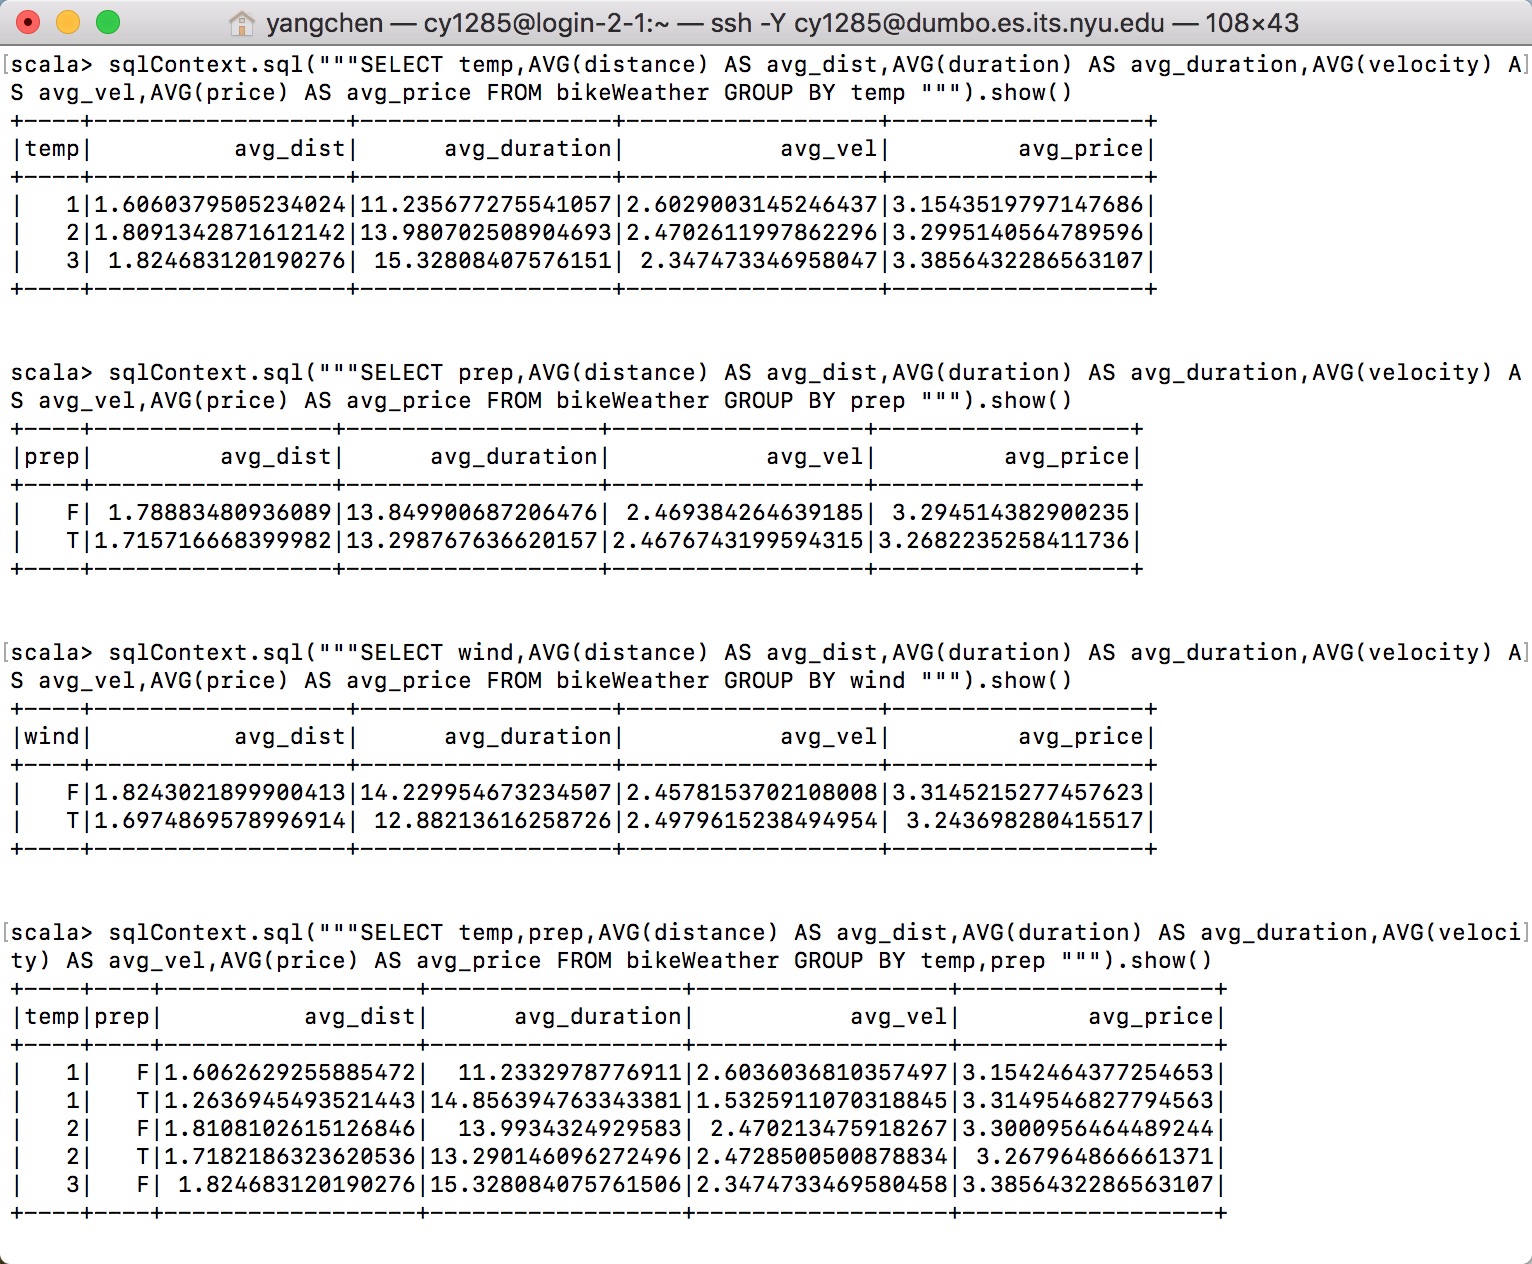 yangchen — cy1285@login-2-1:~ — ssh -Y cy1285@dumbo.es.its.nyu.edu — 108×43
[scala> sqlContext.sql("""SELECT temp,AVG(distance) AS avg_dist,AVG(duration) AS avg_duration,AVG(velocity) A]
S avg_vel,AVG(price) AS avg_price FROM bikeWeather GROUP BY temp """).show()
+----+------------------+------------------+------------------+------------------+
|temp|          avg_dist|      avg_duration|           avg_vel|         avg_price|
+----+------------------+------------------+------------------+------------------+
|   1|1.6060379505234024|11.235677275541057|2.6029003145246437|3.1543519797147686|
|   2|1.8091342871612142|13.980702508904693|2.4702611997862296|3.2995140564789596|
|   3| 1.824683120190276| 15.32808407576151| 2.347473346958047|3.3856432286563107|
+----+------------------+------------------+------------------+------------------+
scala> sqlContext.sql("""SELECT prep,AVG(distance) AS avg_dist,AVG(duration) AS avg_duration,AVG(velocity) A
S avg_vel,AVG(price) AS avg_price FROM bikeWeather GROUP BY prep """).show()
+----+-----------------+------------------+------------------+------------------+
|prep|         avg_dist|      avg_duration|           avg_vel|         avg_price|
+----+-----------------+------------------+------------------+------------------+
|   F| 1.78883480936089|13.849900687206476| 2.469384264639185| 3.294514382900235|
|   T|1.715716668399982|13.298767636620157|2.4676743199594315|3.2682235258411736|
+----+-----------------+------------------+------------------+------------------+
[scala> sqlContext.sql("""SELECT wind,AVG(distance) AS avg_dist,AVG(duration) AS avg_duration,AVG(velocity) A]
S avg_vel,AVG(price) AS avg_price FROM bikeWeather GROUP BY wind """).show()
+----+------------------+------------------+------------------+------------------+
|wind|          avg_dist|      avg_duration|           avg_vel|         avg_price|
+----+------------------+------------------+------------------+------------------+
|   F|1.8243021899900413|14.229954673234507|2.4578153702108008|3.3145215277457623|
|   T|1.6974869578996914| 12.88213616258726|2.4979615238494954| 3.243698280415517|
+----+------------------+------------------+------------------+------------------+
[scala> sqlContext.sql("""SELECT temp,prep,AVG(distance) AS avg_dist,AVG(duration) AS avg_duration,AVG(veloci]
ty) AS avg_vel,AVG(price) AS avg_price FROM bikeWeather GROUP BY temp,prep """).show()
+----+----+------------------+------------------+------------------+------------------+
|temp|prep|          avg_dist|      avg_duration|           avg_vel|         avg_price|
+----+----+------------------+------------------+------------------+------------------+
|   1|   F|1.6062629255885472|  11.2332978776911|2.6036036810357497|3.1542464377254653|
|   1|   T|1.2636945493521443|14.856394763343381|1.5325911070318845|3.3149546827794563|
|   2|   F|1.8108102615126846|  13.9934324929583| 2.470213475918267|3.3000956464489244|
|   2|   T|1.7182186323620536|13.290146096272496|2.4728500500878834| 3.267964866661371|
|   3|   F| 1.824683120190276|15.328084075761506|2.3474733469580458|3.3856432286563107|
+----+----+------------------+------------------+------------------+------------------+